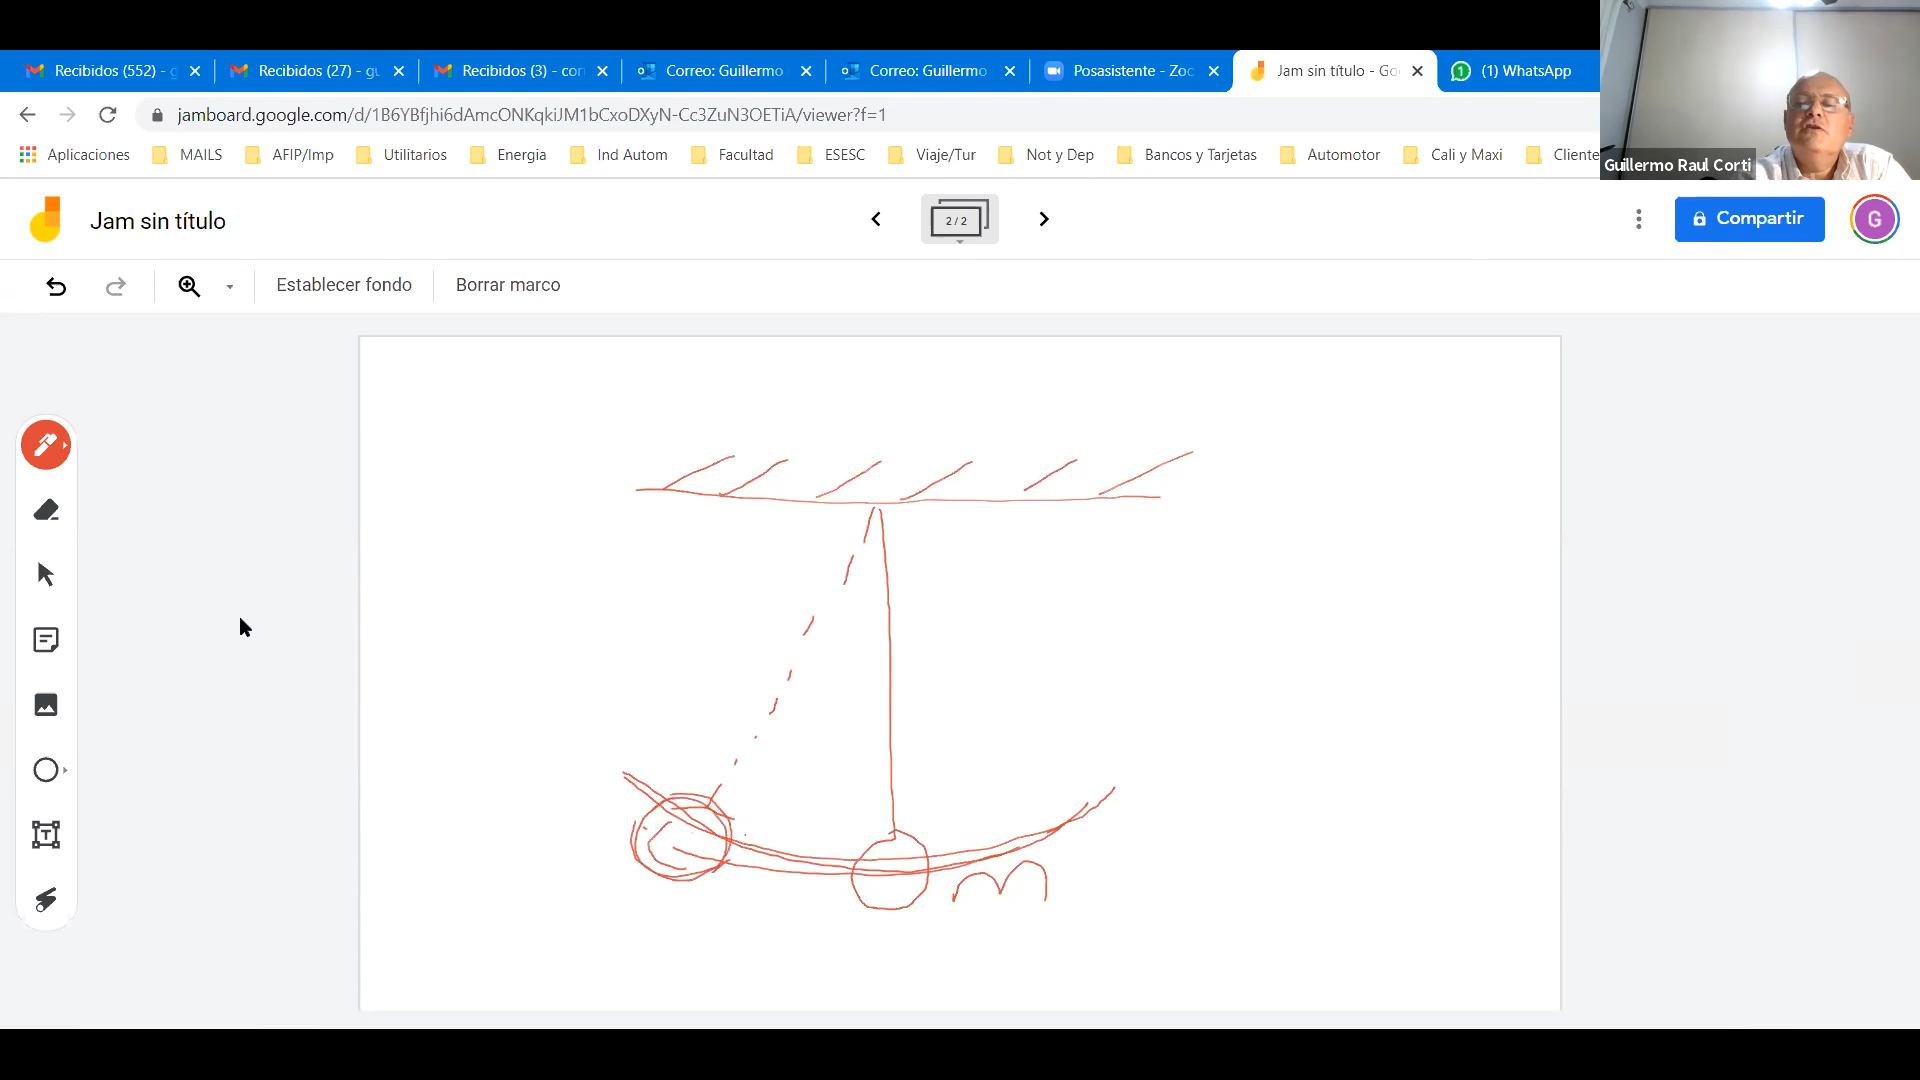 Recibidos (552) - g
Recibidos (27) - gu
Recibidos (3) - cor
Correo: Guillermo
Correo: Guillermo
Posasistente - Zoc
Jam sin título - Go
1
(1) WhatsApp
jamboard.google.com/d/1B6YBfjhi6dAmcONKqkiJM1bCxoDXyN-Cc3ZuN3OETiA/viewer?f=1
Aplicaciones
MAILS
AFIP/Imp
Utilitarios
Energia
Ind Autom
Facultad
ESESC
Viaje/Tur
Not y Dep
Bancos y Tarjetas
Automotor
Cali y Maxi
Cliente
Guillermo Raul Corti
Jam sin título
2 / 2
Compartir
G
Establecer fondo
Borrar marco
T
m